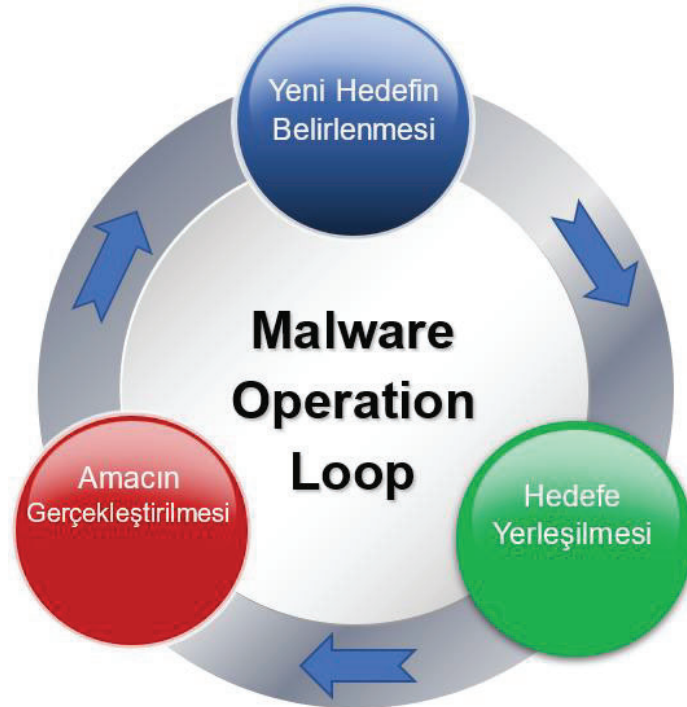 Yeni Hedefin
Belirlenmesi
Malware
Operation
Loop
Hedefe
Yerleşilmesi
Amacın
Gerçekleştirilmesi